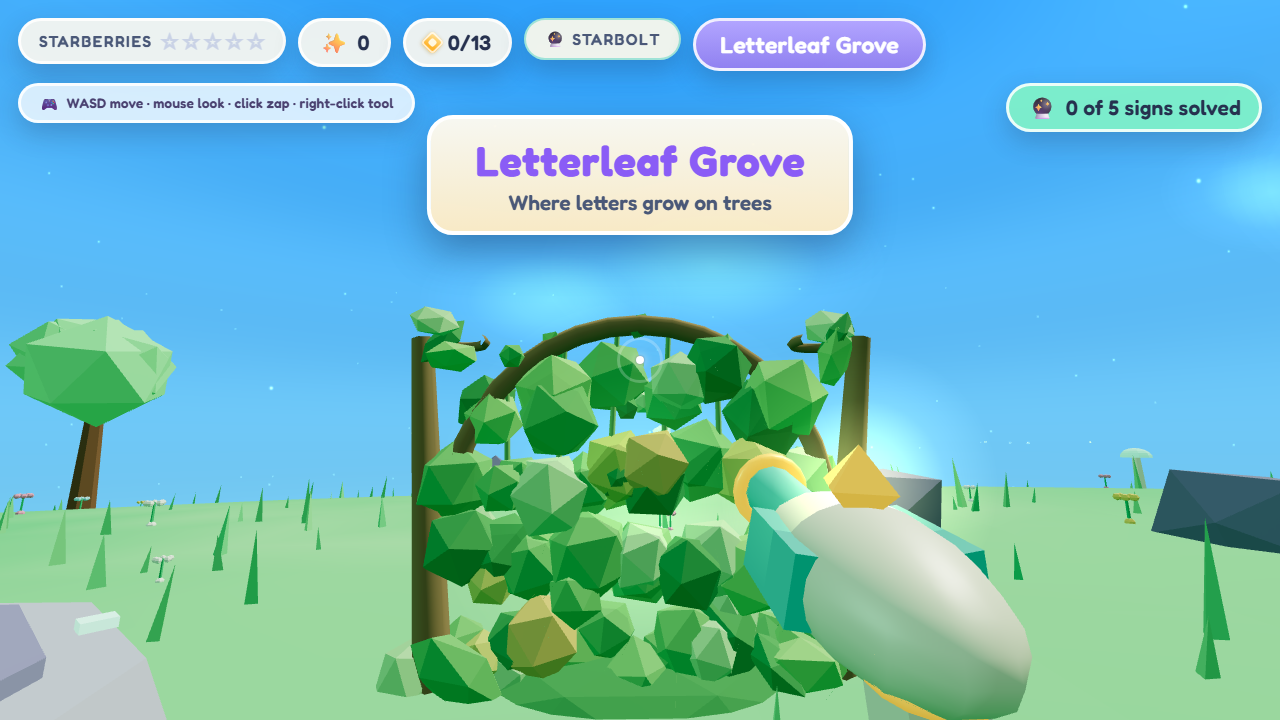 STARBERRIES ☆☆☆☆☆
0
0/13
STARBOLT
Letterleaf Grove
WASD move · mouse look · click zap · right-click tool
0 of 5 signs solved
Letterleaf Grove
Where letters grow on trees